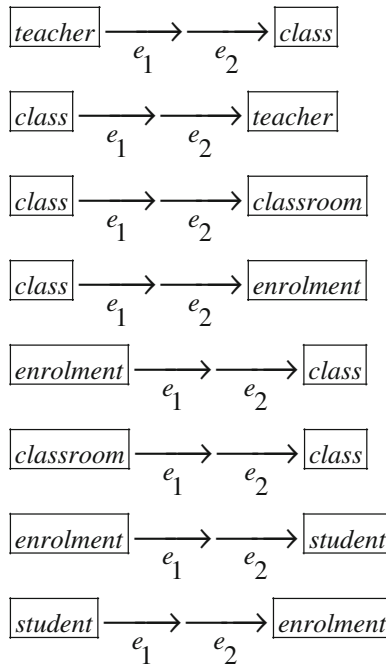 teacher e1 e2 class
class e1 e2 teacher
class e1 e2 classroom
class e1 e2 enrolment
enrolment e1 e2 class
classroom e1 e2 class
enrolment e1 e2 student
student e1 e2 enrolment